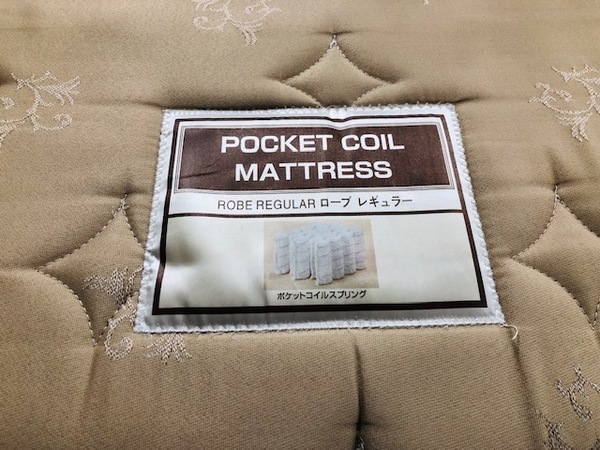 POCKET COIL
MATTRESS
ROBE REGULAR ローブ レギュラー
ポケットコイルスプリング